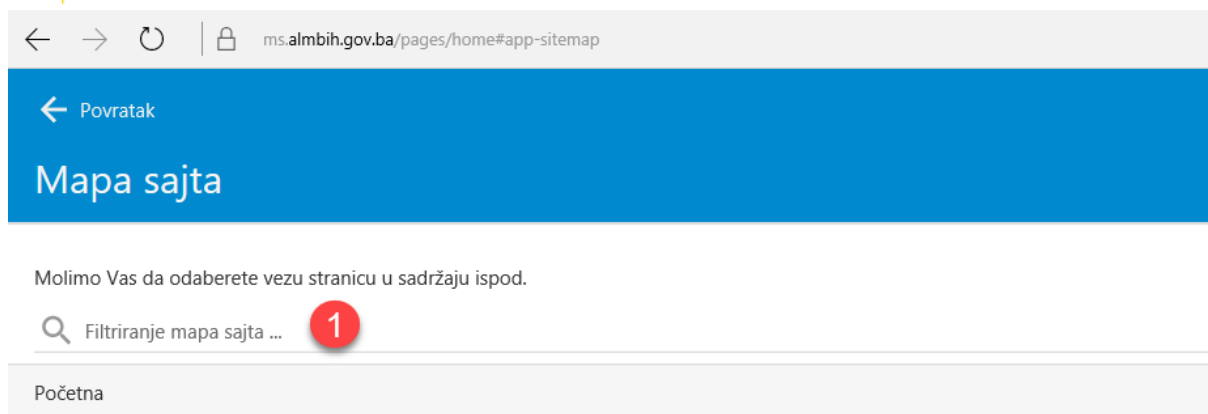 ms.almbih.gov.ba/pages/home#app-sitemap
Povratak
Mapa sajta
Molimo Vas da odaberete vezu stranicu u sadržaju ispod.
Filtriranje mapa sajta ... 1
Početna